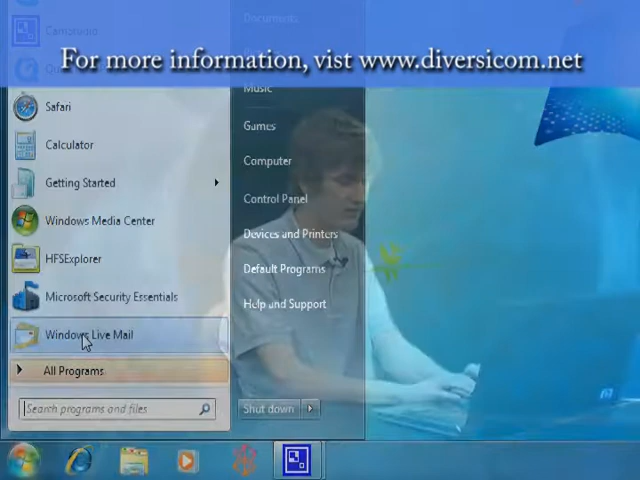 Documents
Camtasia
For more information, vist www.diversicom.net
Music
Safari
Games
Calculator
Computer
Getting Started
Control Panel
Windows Media Center
Devices and Printers
HFSExplorer
Default Programs
Microsoft Security Essentials
Help and Support
Windows Live Mail
All Programs
Search programs and files
Shut down